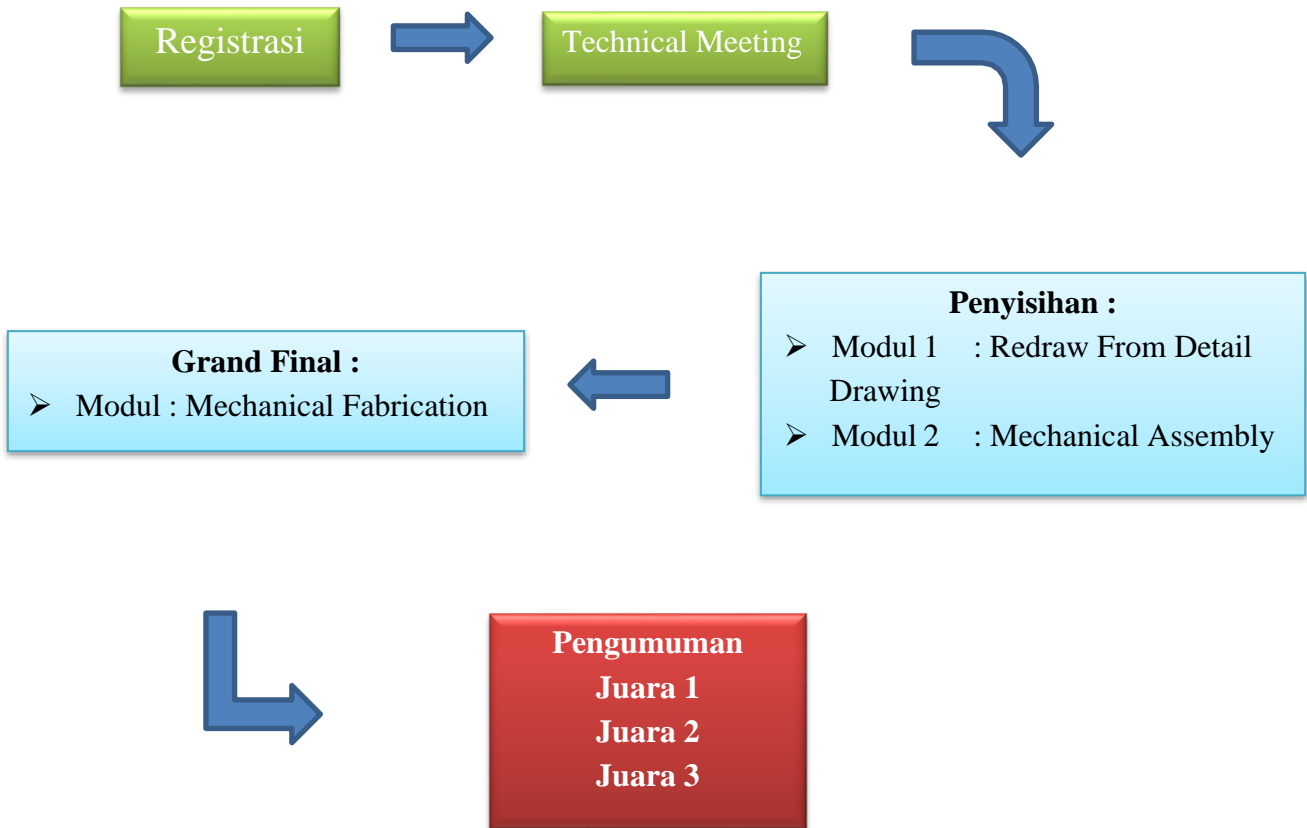 Registrasi
Technical Meeting
Penyisihan :
➢ Modul 1 : Redraw From Detail
Drawing
➢ Modul 2 : Mechanical Assembly
Grand Final :
➢ Modul : Mechanical Fabrication
Pengumuman
Juara 1
Juara 2
Juara 3